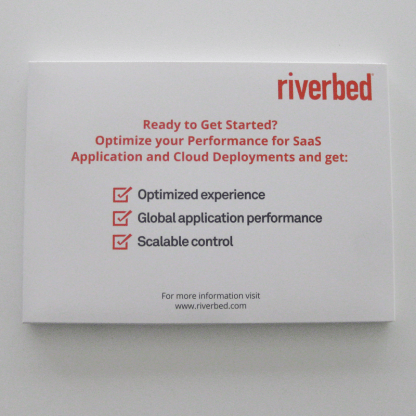 riverbed
Ready to Get Started?
Optimize your Performance for SaaS
Application and Cloud Deployments and get:
Optimized experience
Global application performance
Scalable control
For more information visit
www.riverbed.com